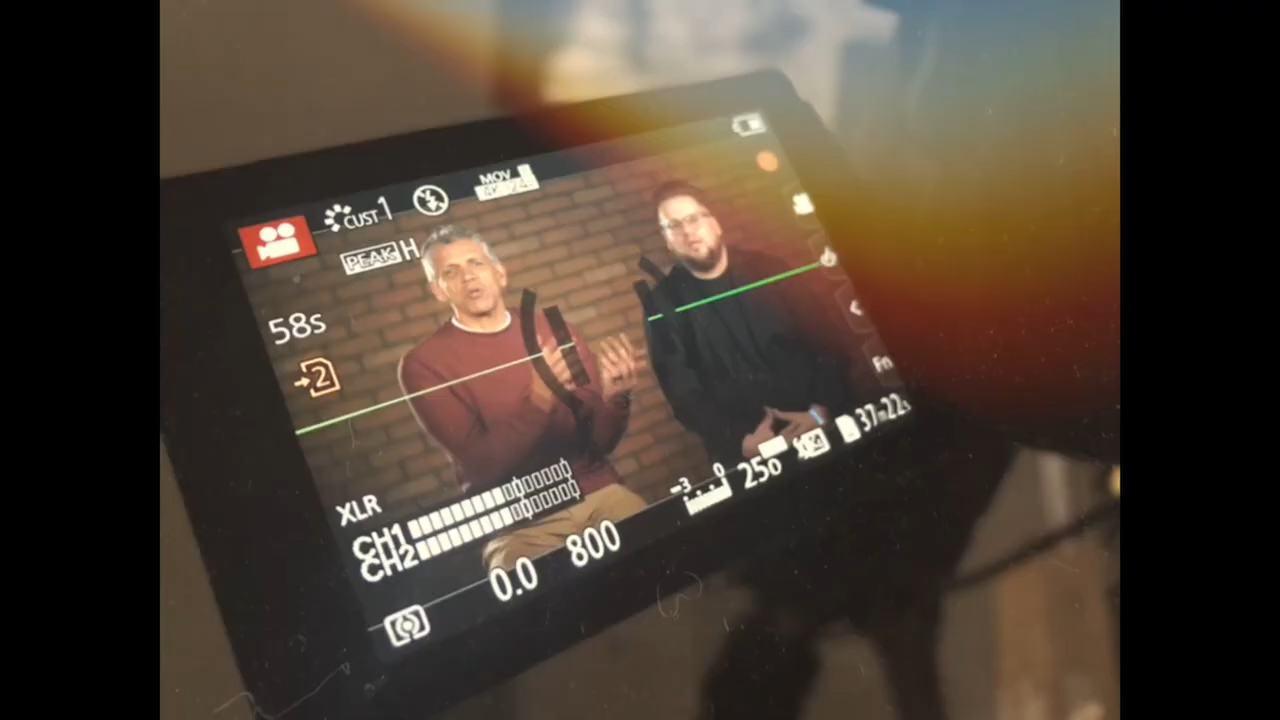 CUST1
MOV
PEAK H
58s
2
Fn
37m22s
XLR
CH1
CH2
-3 0
250
0.0
800